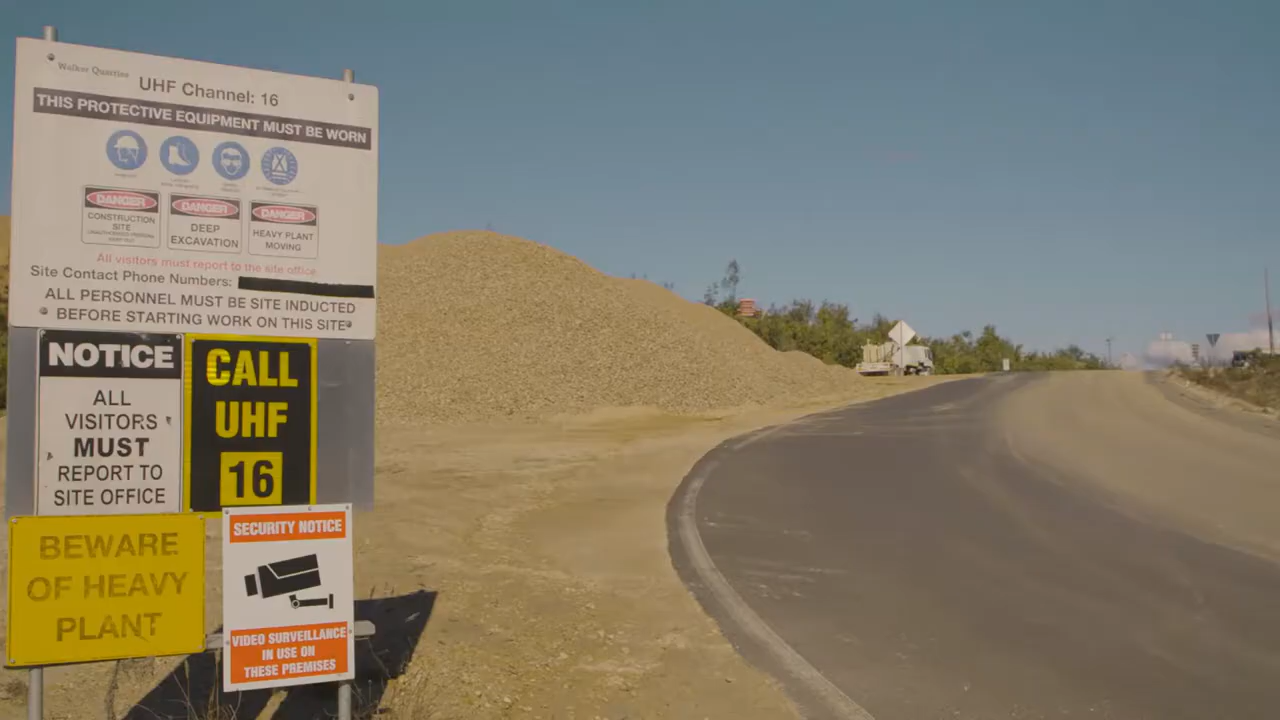 Walker Quarries
UHF Channel: 16
THIS PROTECTIVE EQUIPMENT MUST BE WORN
DANGER
CONSTRUCTION
SITE
DANGER
DEEP
EXCAVATION
DANGER
HEAVY PLANT
MOVING
All visitors must report to the site office
Site Contact Phone Numbers:
ALL PERSONNEL MUST BE SITE INDUCTED
BEFORE STARTING WORK ON THIS SITE
NOTICE
ALL
VISITORS
MUST
REPORT TO
SITE OFFICE
CALL
UHF
16
BEWARE
OF HEAVY
PLANT
SECURITY NOTICE
VIDEO SURVEILLANCE
IN USE ON
THESE PREMISES